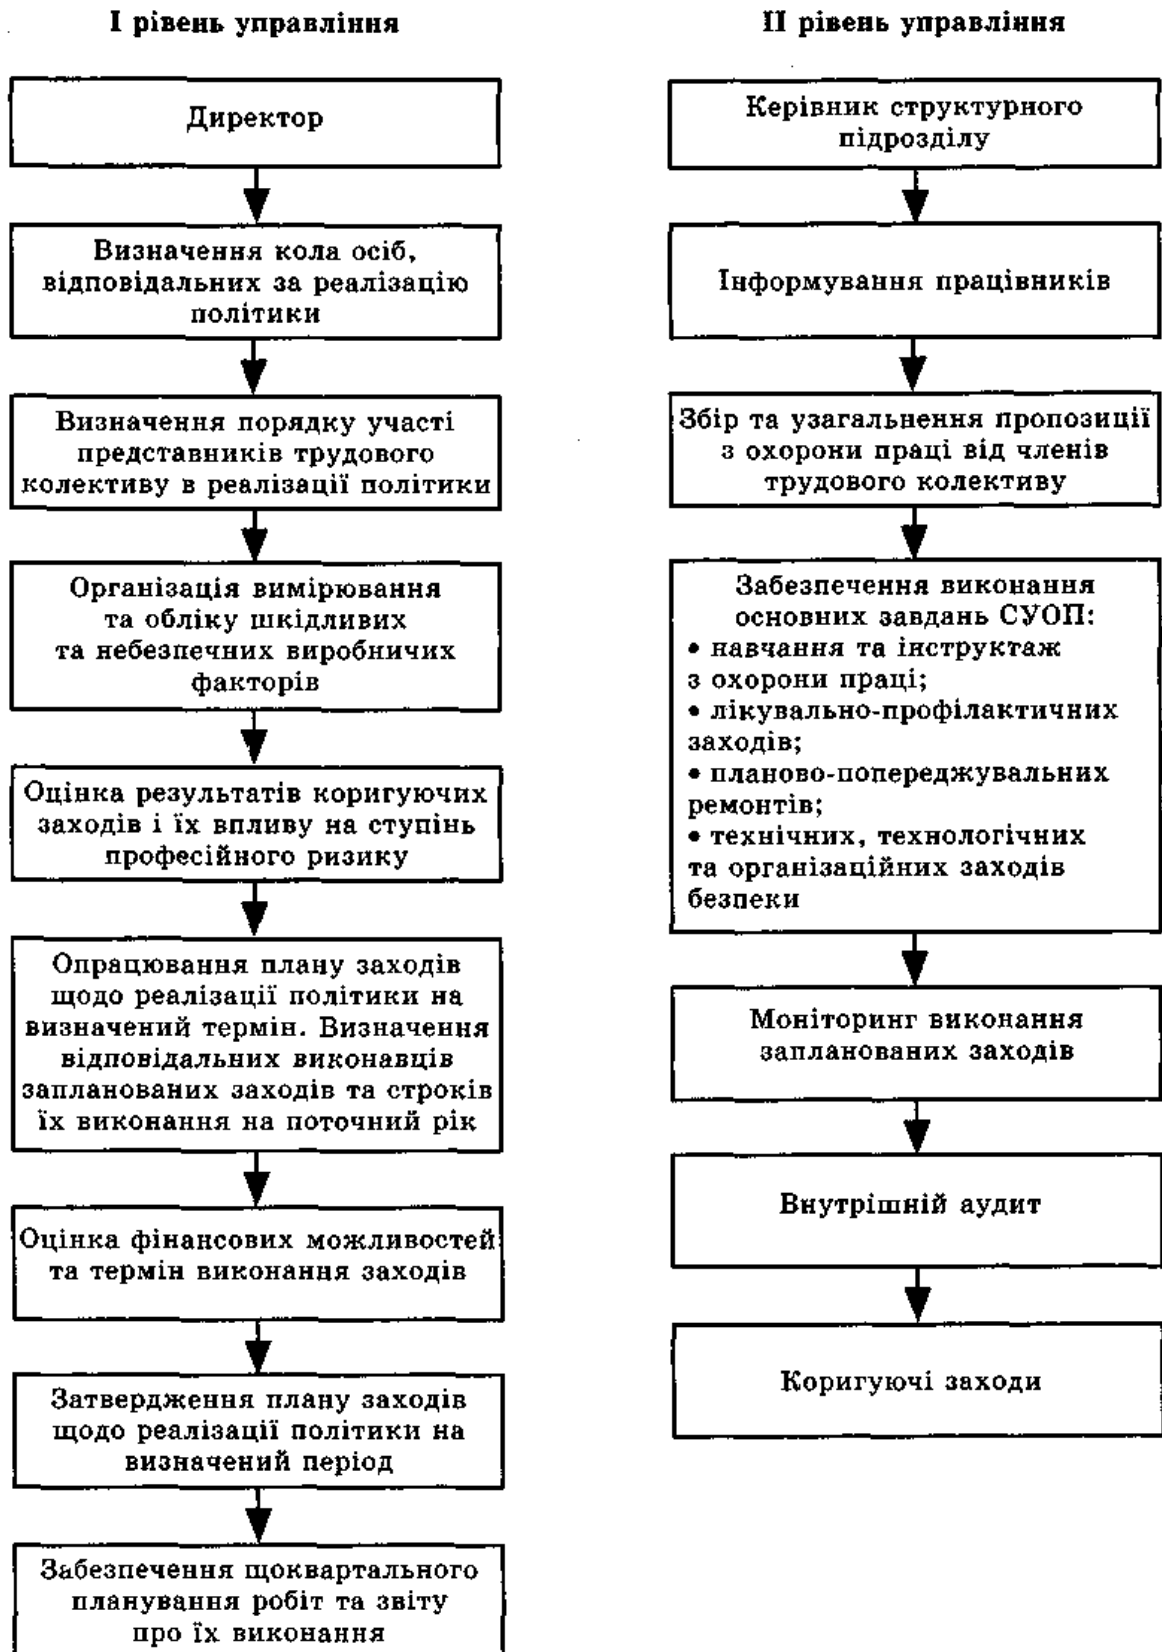 I рівень управління
Директор
Визначення кола осіб,
відповідальних за реалізацію
політики
Визначення порядку участі
представників трудового
колективу в реалізації політики
Організація вимірювання
та обліку шкідливих
та небезпечних виробничих
факторів
Оцінка результатів коригуючих
заходів і їх впливу на ступінь
професійного ризику
Опрацювання плану заходів
щодо реалізації політики на
визначений термін. Визначення
відповідальних виконавців
запланованих заходів та строків
їх виконання на поточний рік
Оцінка фінансових можливостей
та термін виконання заходів
Затвердження плану заходів
щодо реалізації політики на
визначений період
Забезпечення щоквартального
планування робіт та звіту
про їх виконання
II рівень управління
Керівник структурного
підрозділу
Інформування працівників
Збір та узагальнення пропозиції
з охорони праці від членів
трудового колективу
Забезпечення виконання
основних завдань СУОП:
• навчання та інструктаж
з охорони праці;
• лікувально-профілактичних
заходів;
• планово-попереджувальних
ремонтів;
• технічних, технологічних
та організаційних заходів
безпеки
Моніторинг виконання
запланованих заходів
Внутрішній аудит
Коригуючі заходи